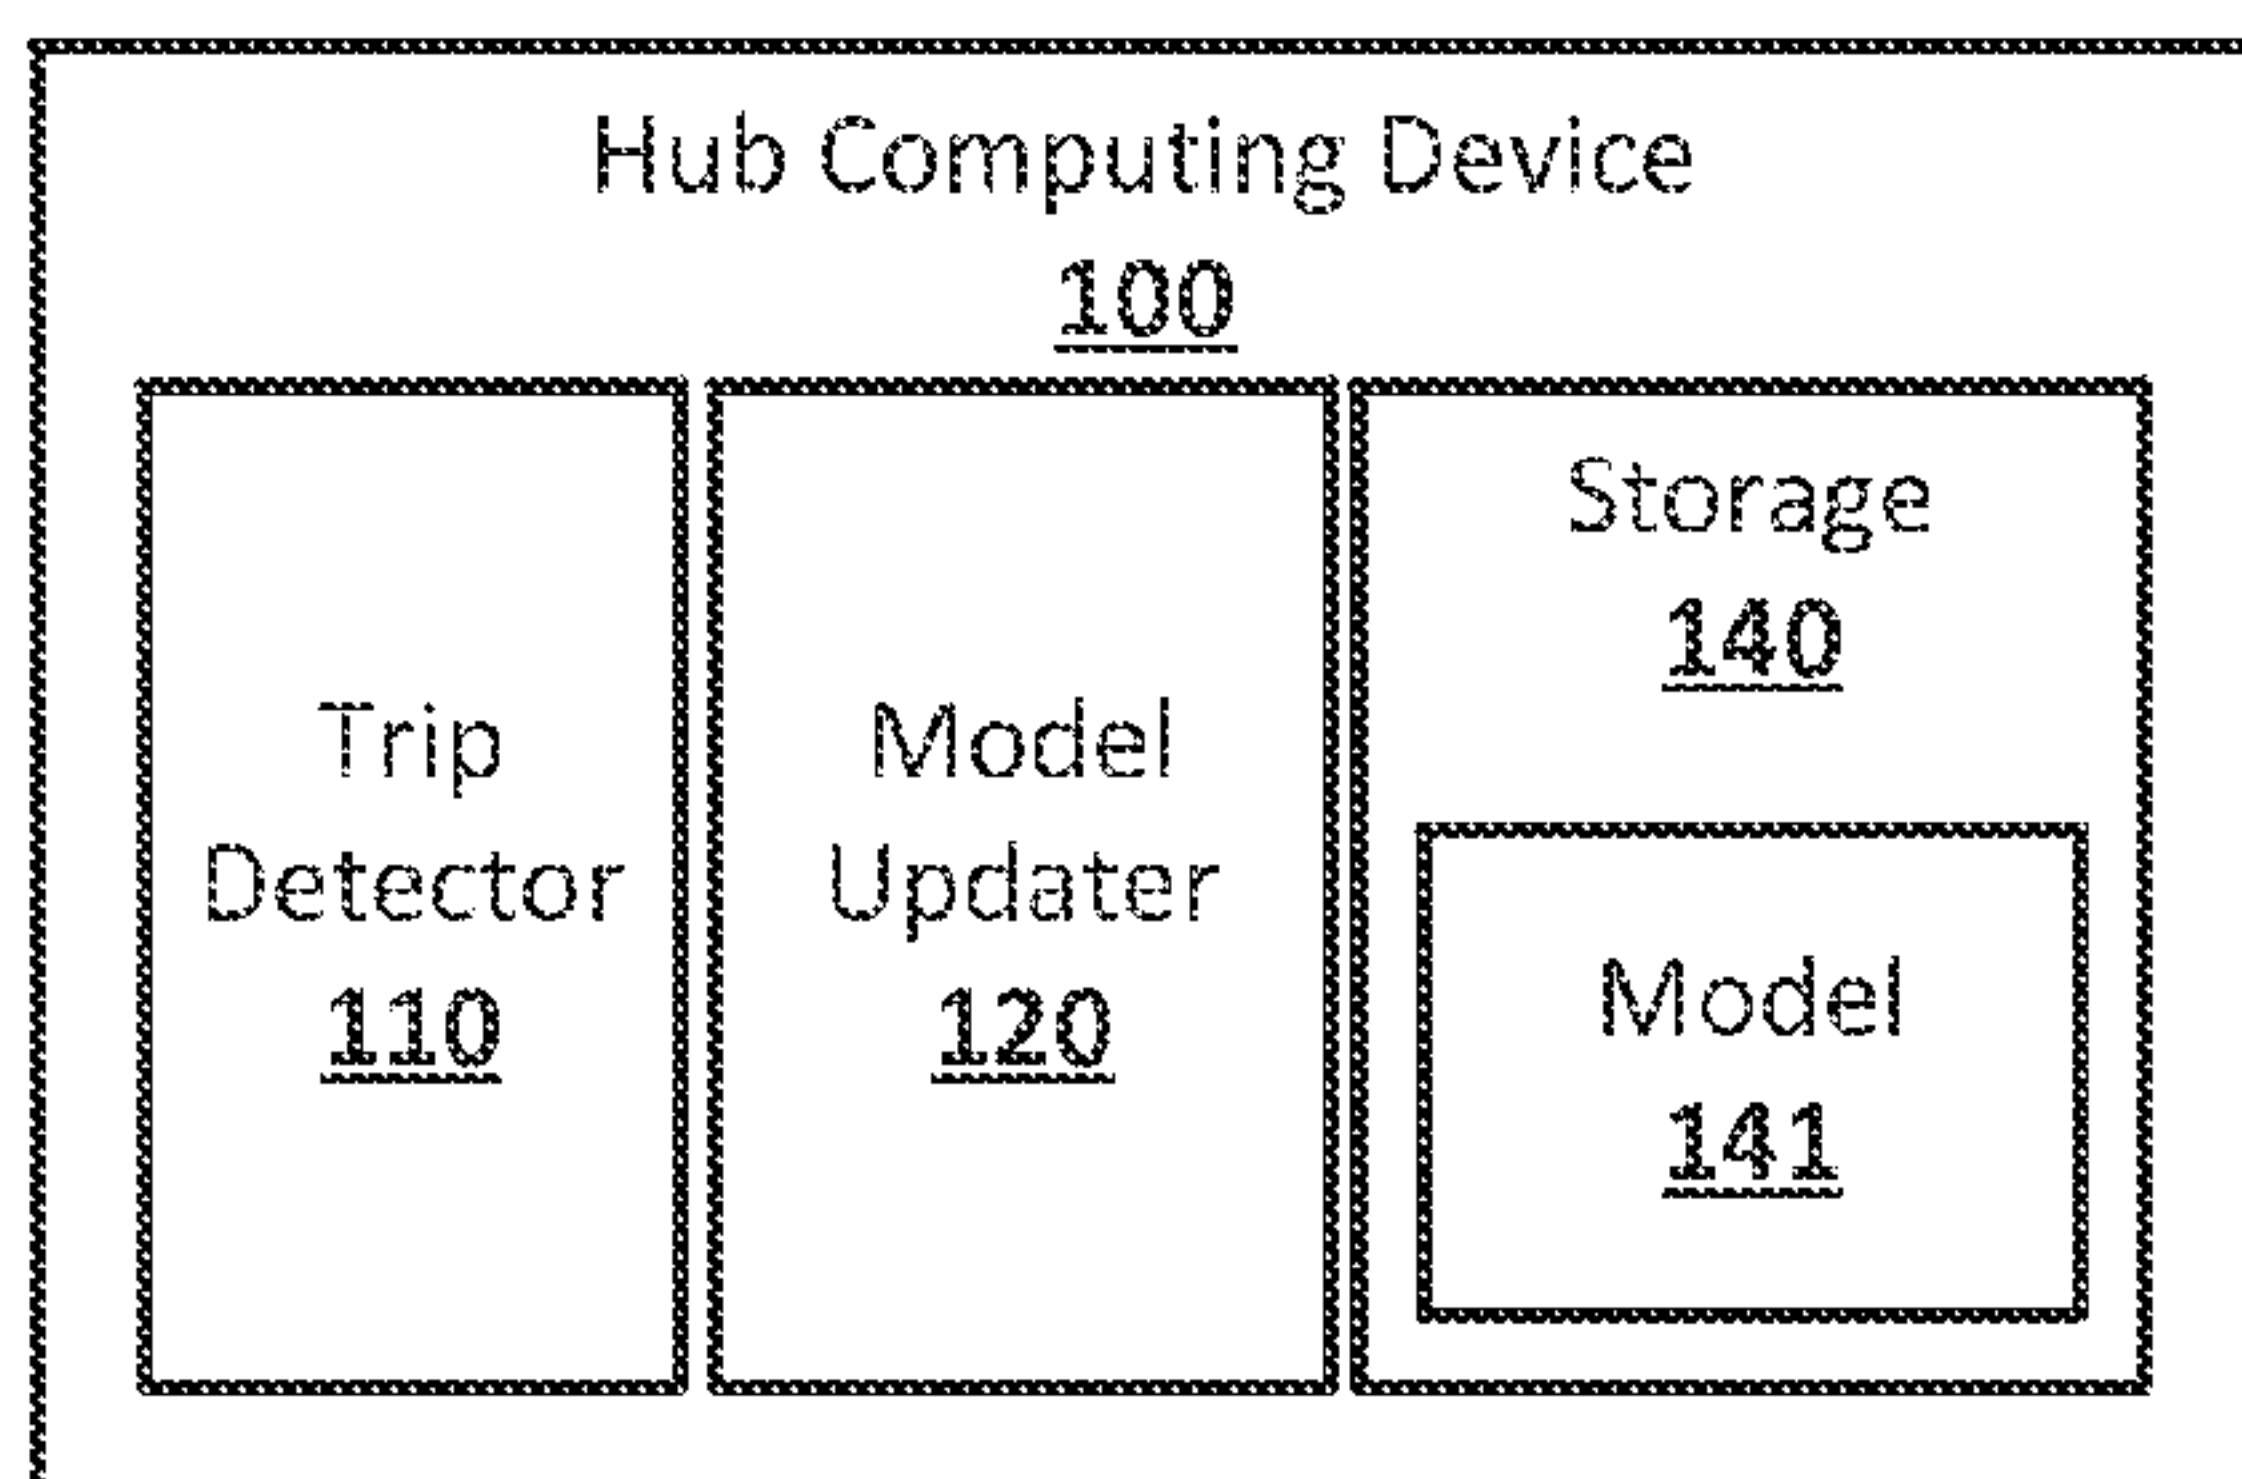 Hub Computing Device
100
Trip
Detector
110
Model
Updater
120
Storage
140
Model
141